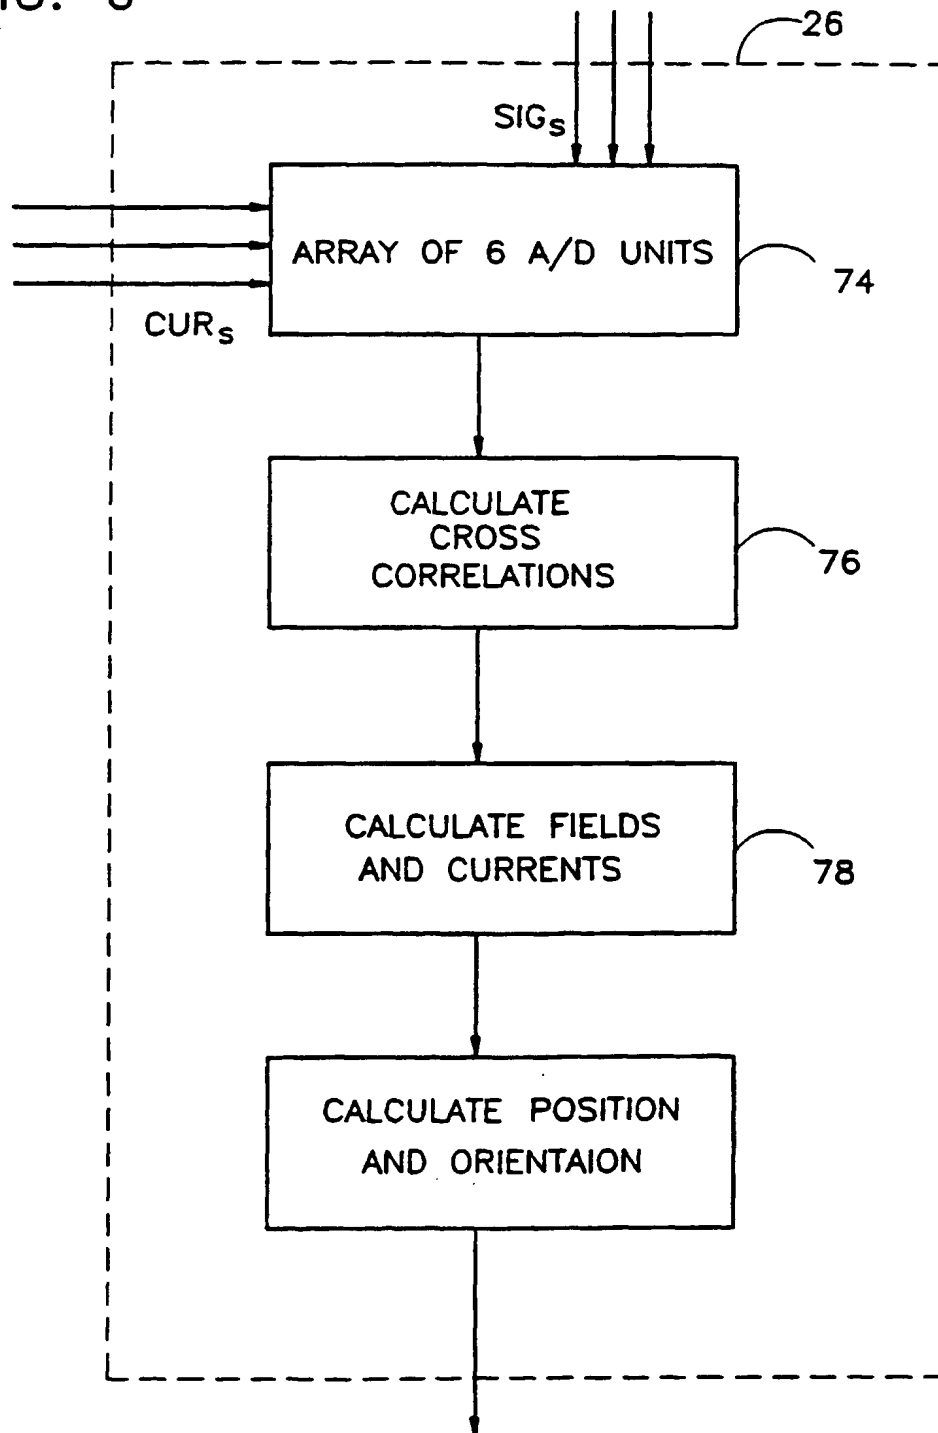 26
SIGs
ARRAY OF 6 A/D UNITS
74
CURs
CALCULATE
CROSS
CORRELATIONS
76
CALCULATE FIELDS
AND CURRENTS
78
CALCULATE POSITION
AND ORIENTAION